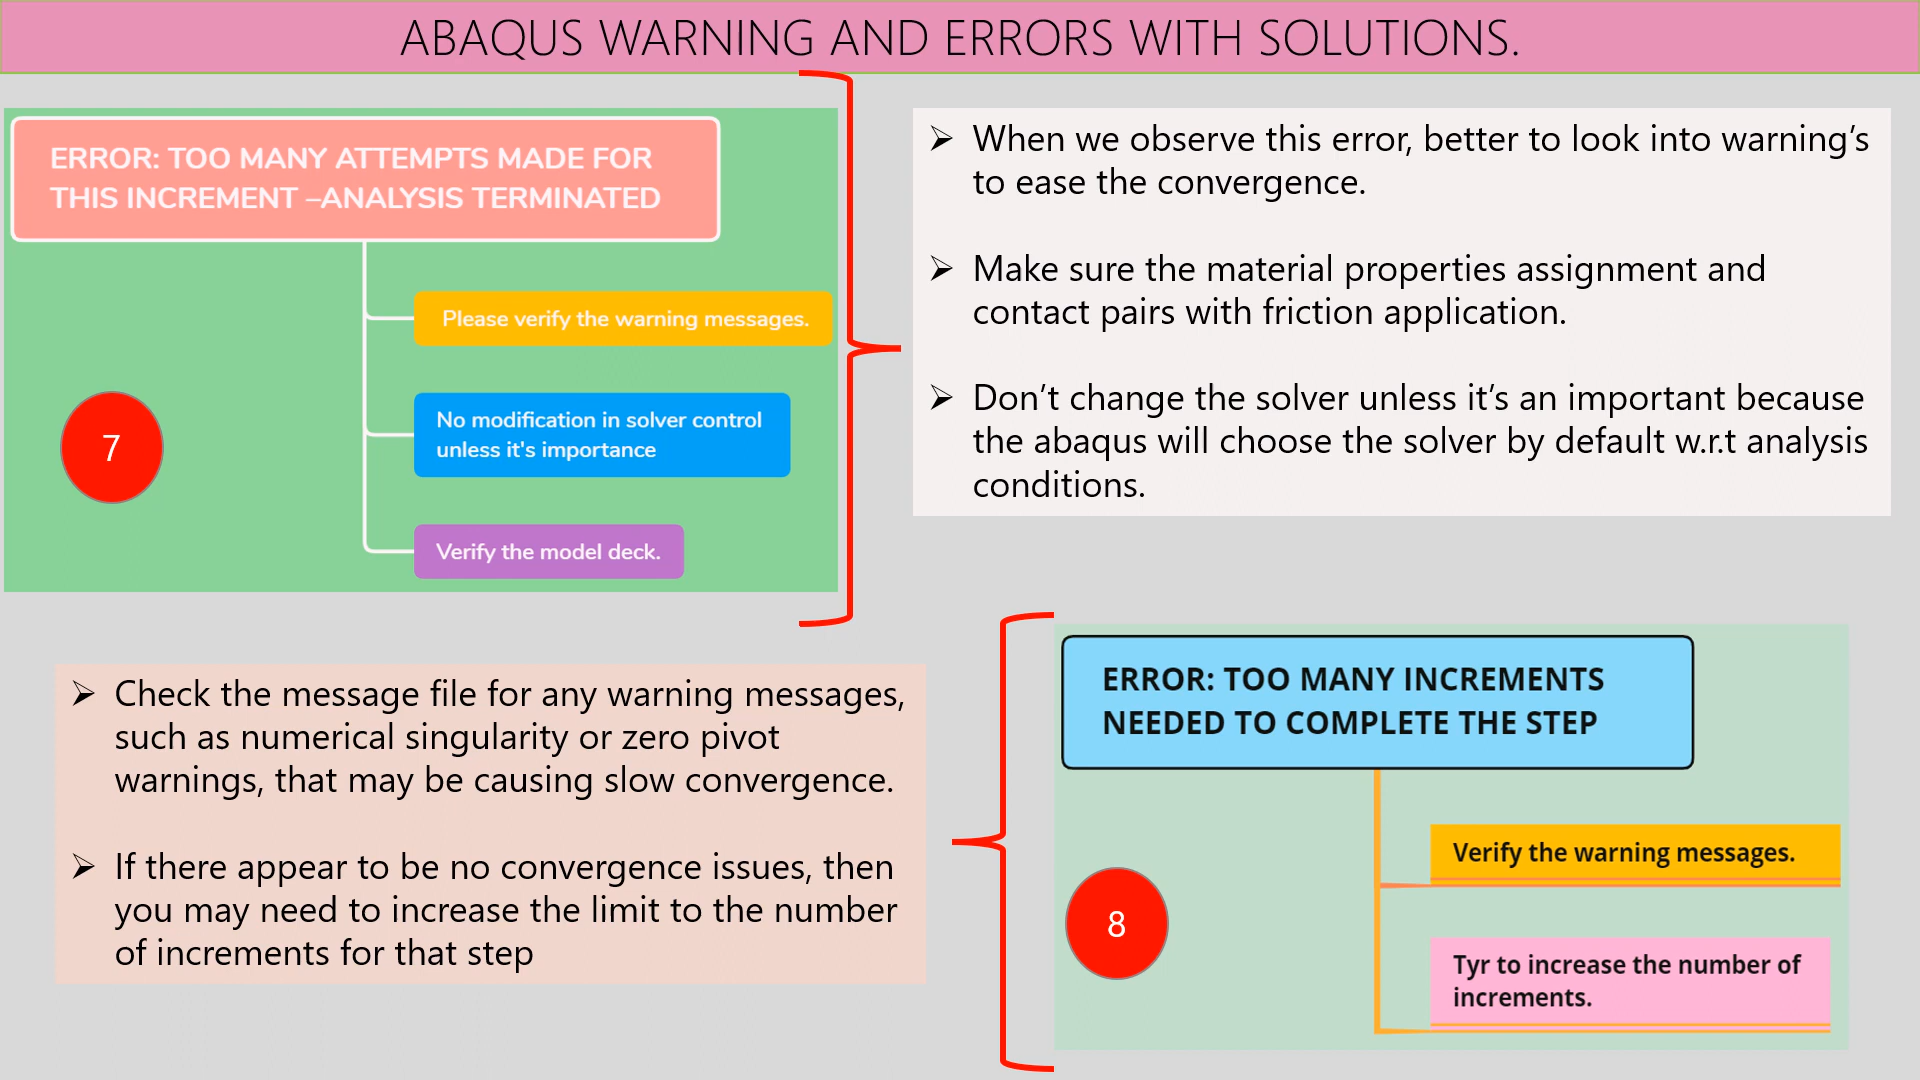 ABAQUS WARNING AND ERRORS WITH SOLUTIONS.
ERROR: TOO MANY ATTEMPTS MADE FOR
THIS INCREMENT –ANALYSIS TERMINATED
Please verify the warning messages.
No modification in solver control
unless it's importance
Verify the model deck.
7
➢ When we observe this error, better to look into warning’s
to ease the convergence.
➢ Make sure the material properties assignment and
contact pairs with friction application.
➢ Don’t change the solver unless it’s an important because
the abaqus will choose the solver by default w.r.t analysis
conditions.
➢ Check the message file for any warning messages,
such as numerical singularity or zero pivot
warnings, that may be causing slow convergence.
➢ If there appear to be no convergence issues, then
you may need to increase the limit to the number
of increments for that step
ERROR: TOO MANY INCREMENTS
NEEDED TO COMPLETE THE STEP
Verify the warning messages.
8
Tyr to increase the number of
increments.